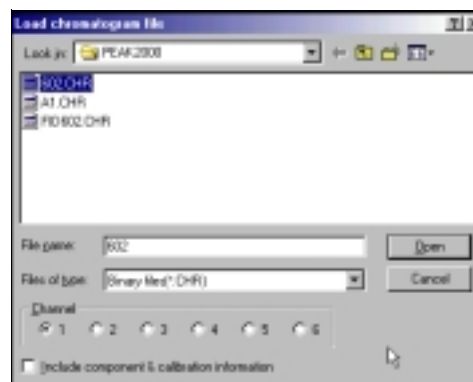 Load chromatogram file
Look in: PEAK2000
602.CHR
A1.CHR
FID602.CHR
File name: 602
Open
Files of type: Binary files(*.CHR)
Cancel
Channel
1 2 3 4 5 6
Include component & calibration information